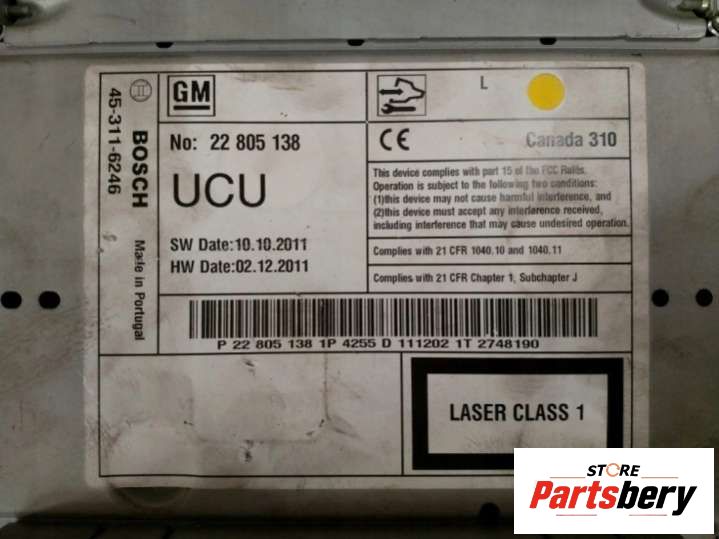 BOSCH
45-311-6246
Made in Portugal
GM
No: 22 805 138
UCU
SW Date:10.10.2011
HW Date:02.12.2011
L
CE
Canada 310
This device complies with part 15 of the FCC Rules.
Operation is subject to the following two conditions:
(1)this device may not cause harmful interference, and
(2)this device must accept any interference received,
including interference that may cause undesired operation.
Complies with 21 CFR 1040.10 and 1040.11
Complies with 21 CFR Chapter 1, Subchapter J
P 22 805 138 1P 4255 D 111202 1T 2748190
LASER CLASS 1
STORE
Partsbery